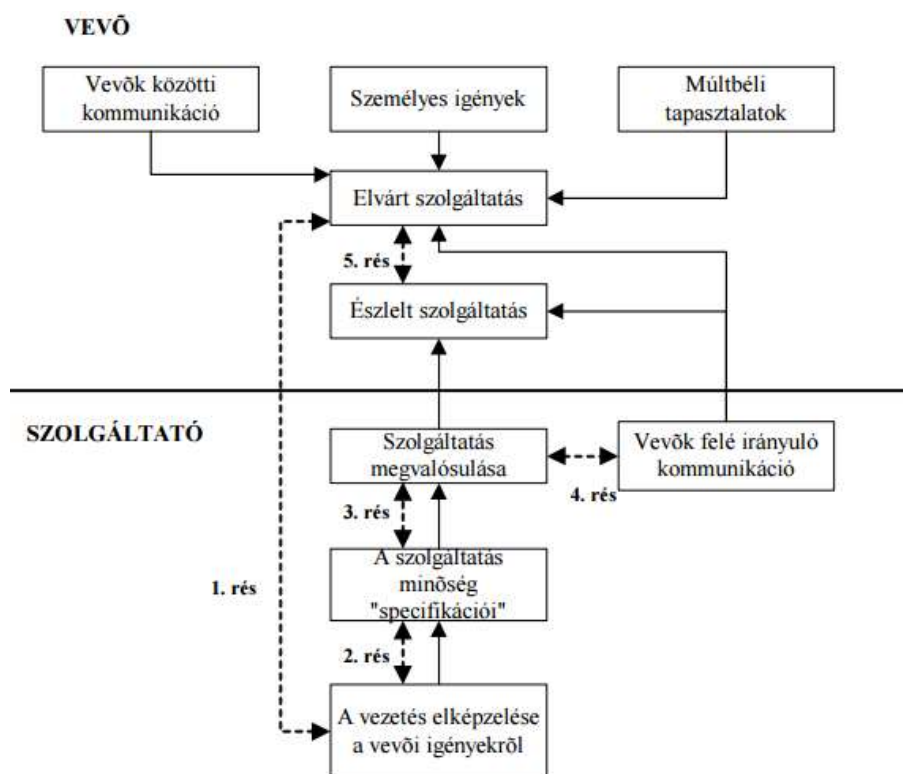 VEVÕ
Vevõk közötti
kommunikáció
Személyes igények
Múltbéli
tapasztalatok
Elvárt szolgáltatás
5. rés
Észlelt szolgáltatás
SZOLGÁLTATÓ
Szolgáltatás
megvalósulása
Vevõk felé irányuló
kommunikáció
4. rés
3. rés
A szolgáltatás
minõség
"specifikációi"
1. rés
2. rés
A vezetés elképzelése
a vevõi igényekrõl